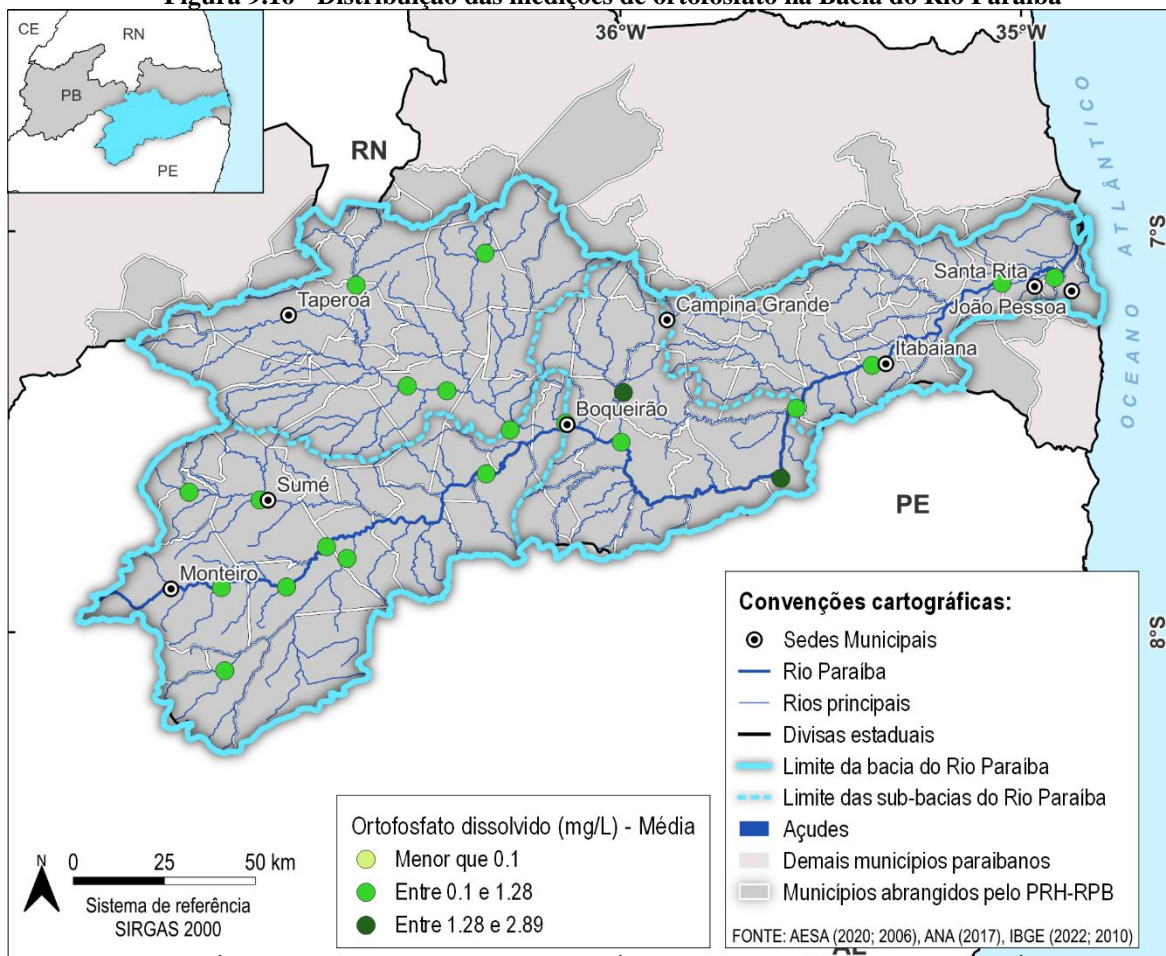 Figura 9.16 - Distribuição das medições de ortofosfato na Bacia do Rio Paraíba
CE
RN
PB
PE
36°W
35°W
RN
7°S
OCEANO ATLÂNTICO
Taperoá
Campina Grande
Santa Rita
João Pessoa
Itabaiana
Boqueirão
Sumé
PE
Monteiro
8°S
N
0 25 50 km
Sistema de referência
SIRGAS 2000
Ortofosfato dissolvido (mg/L) - Média
Menor que 0.1
Entre 0.1 e 1.28
Entre 1.28 e 2.89
Convenções cartográficas:
Sedes Municipais
Rio Paraíba
Rios principais
Divisas estaduais
Limite da bacia do Rio Paraíba
Limite das sub-bacias do Rio Paraíba
Açudes
Demais municípios paraibanos
Municípios abrangidos pelo PRH-RPB
FONTE: AESA (2020; 2006), ANA (2017), IBGE (2022; 2010)